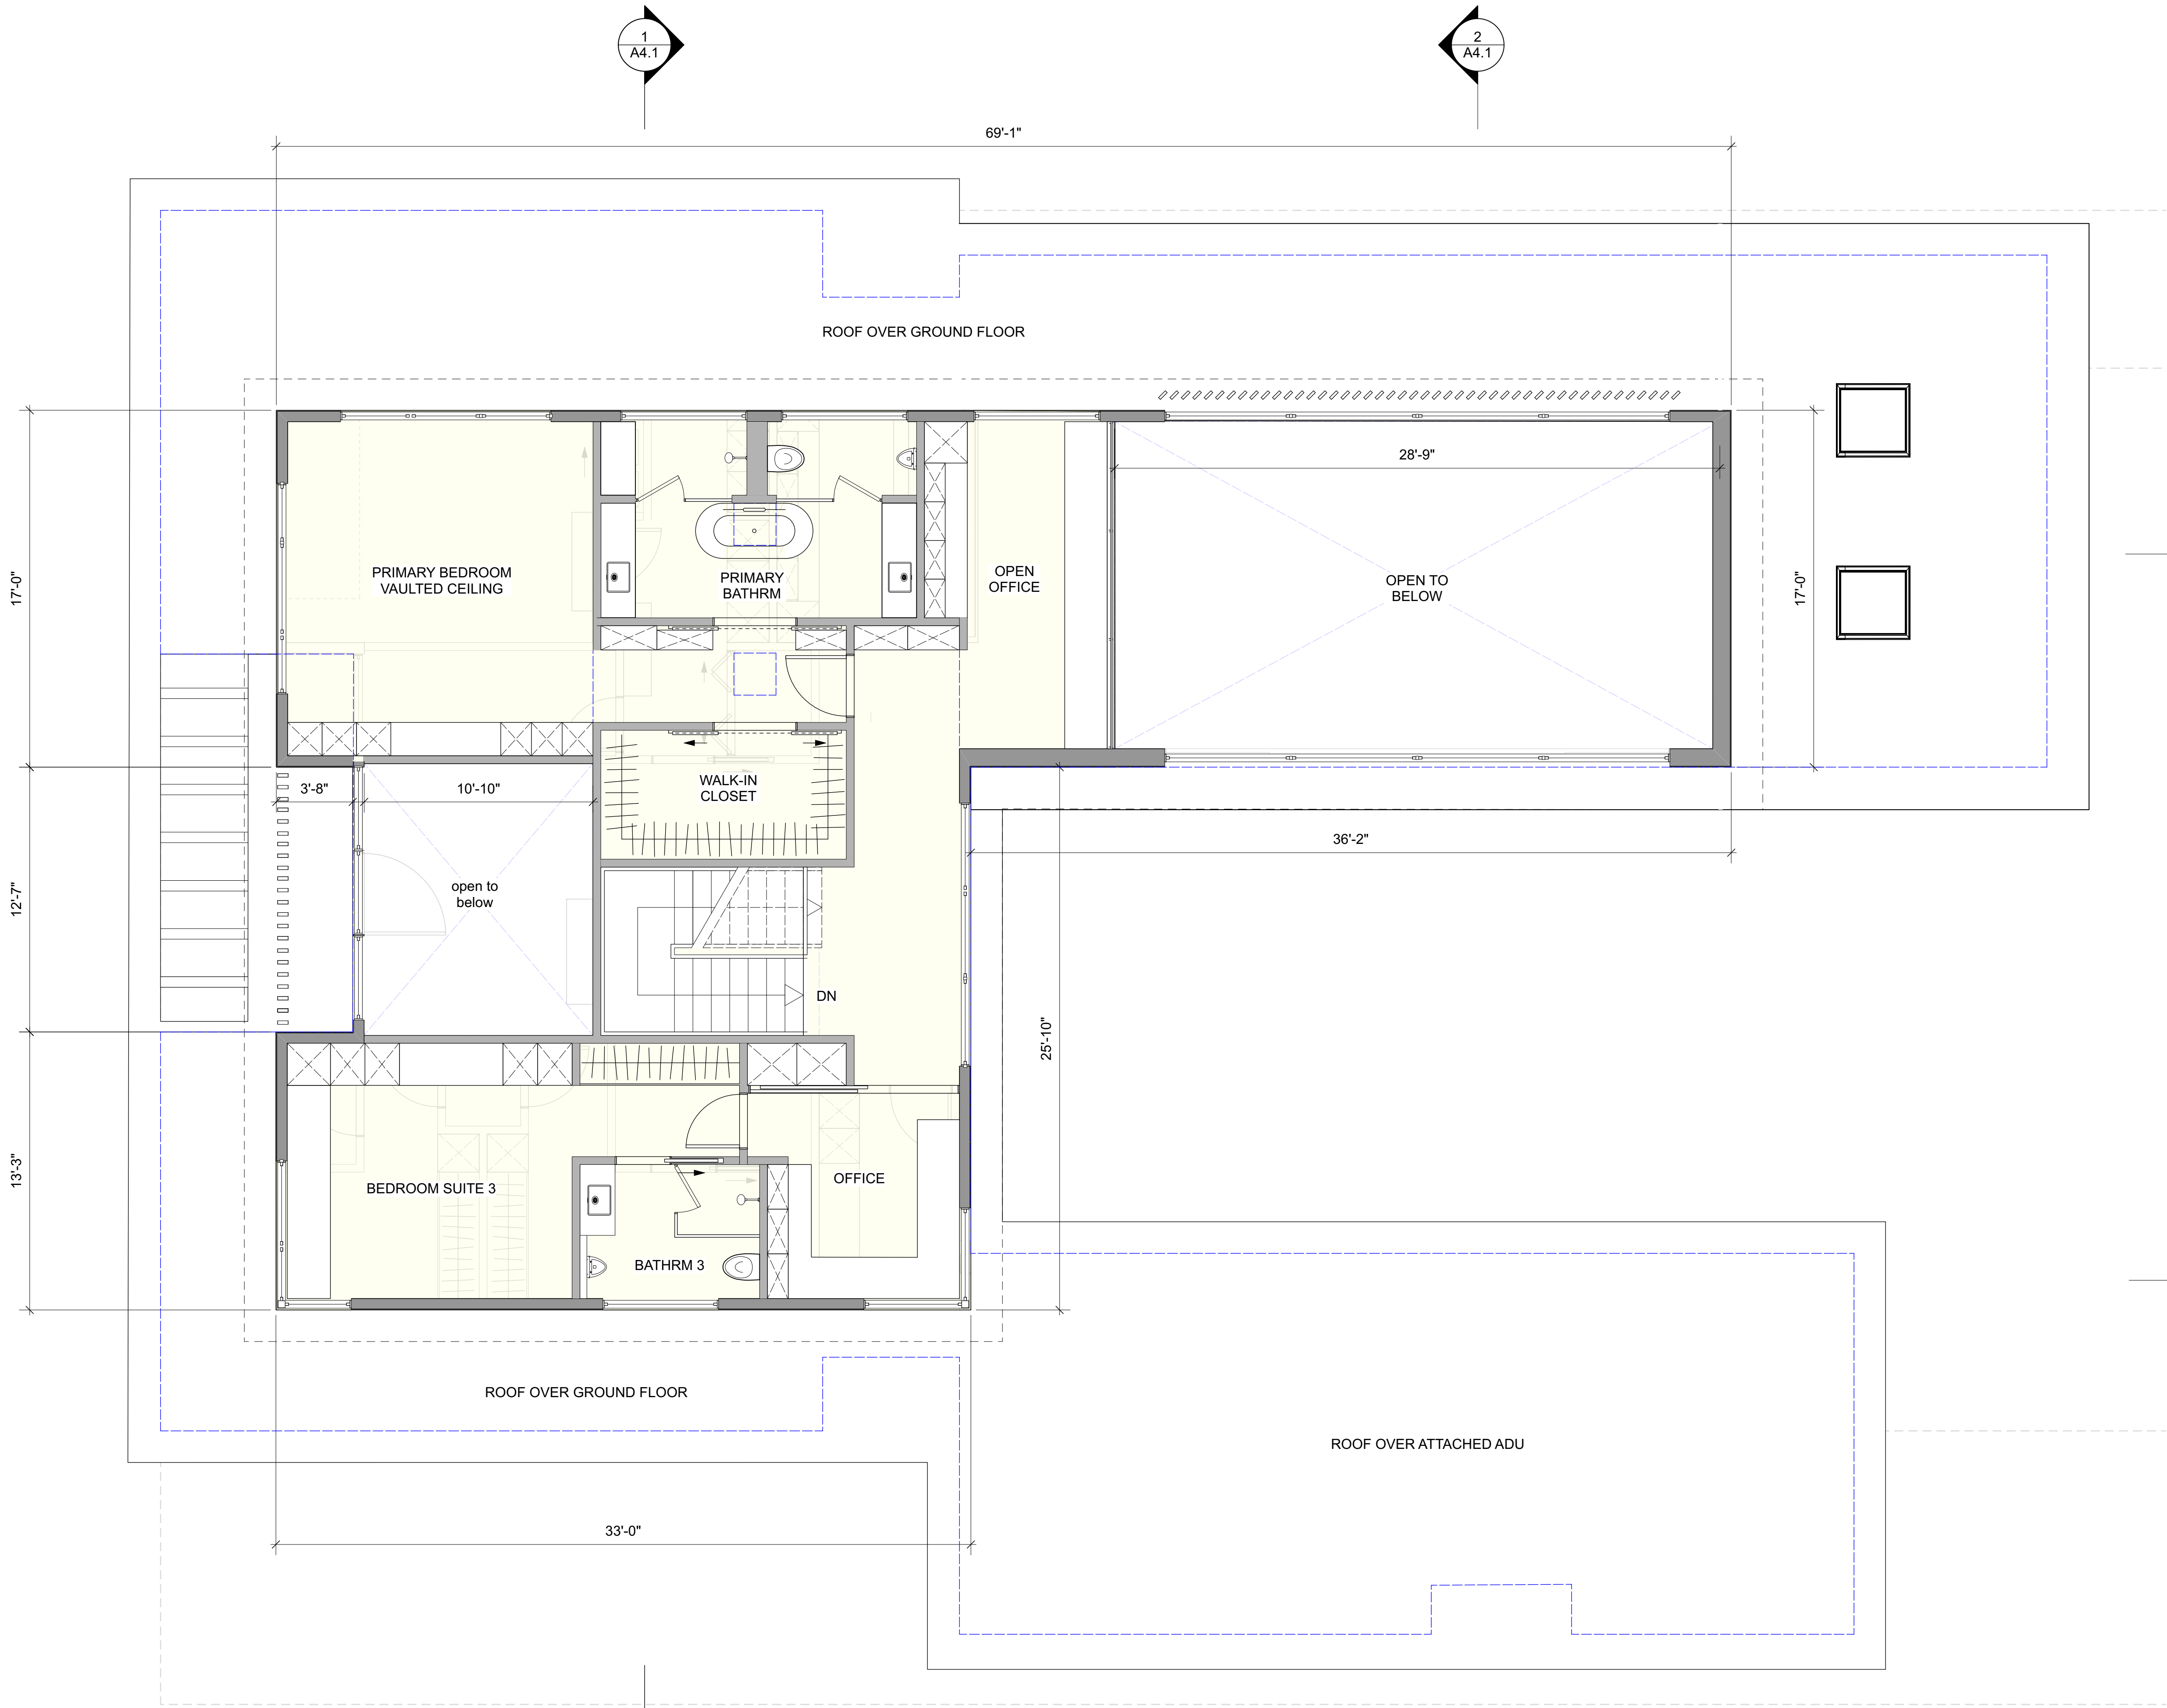 1
A4.1
2
A4.1
69'-1"
ROOF OVER GROUND FLOOR
28'-9"
PRIMARY BEDROOM
VAULTED CEILING
PRIMARY
BATHRM
OPEN
OFFICE
OPEN TO
BELOW
17'-0"
17'-0"
3'-8"
10'-10"
WALK-IN
CLOSET
36'-2"
open to
below
12'-7"
DN
25'-10"
13'-3"
BEDROOM SUITE 3
OFFICE
BATHRM 3
ROOF OVER GROUND FLOOR
ROOF OVER ATTACHED ADU
33'-0"